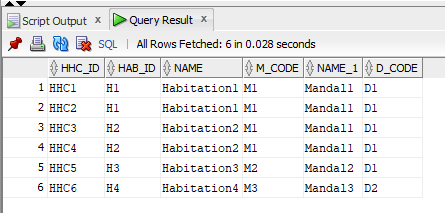 Script Output x Query Result x
SQL | All Rows Fetched: 6 in 0.028 seconds
HHC_ID HAB_ID NAME M_CODE NAME_1 D_CODE
1 HHC1 H1 Habitation1 M1 Mandal1 D1
2 HHC2 H1 Habitation1 M1 Mandal1 D1
3 HHC3 H2 Habitation2 M1 Mandal1 D1
4 HHC4 H2 Habitation2 M1 Mandal1 D1
5 HHC5 H3 Habitation3 M2 Mandal2 D1
6 HHC6 H4 Habitation4 M3 Mandal3 D2